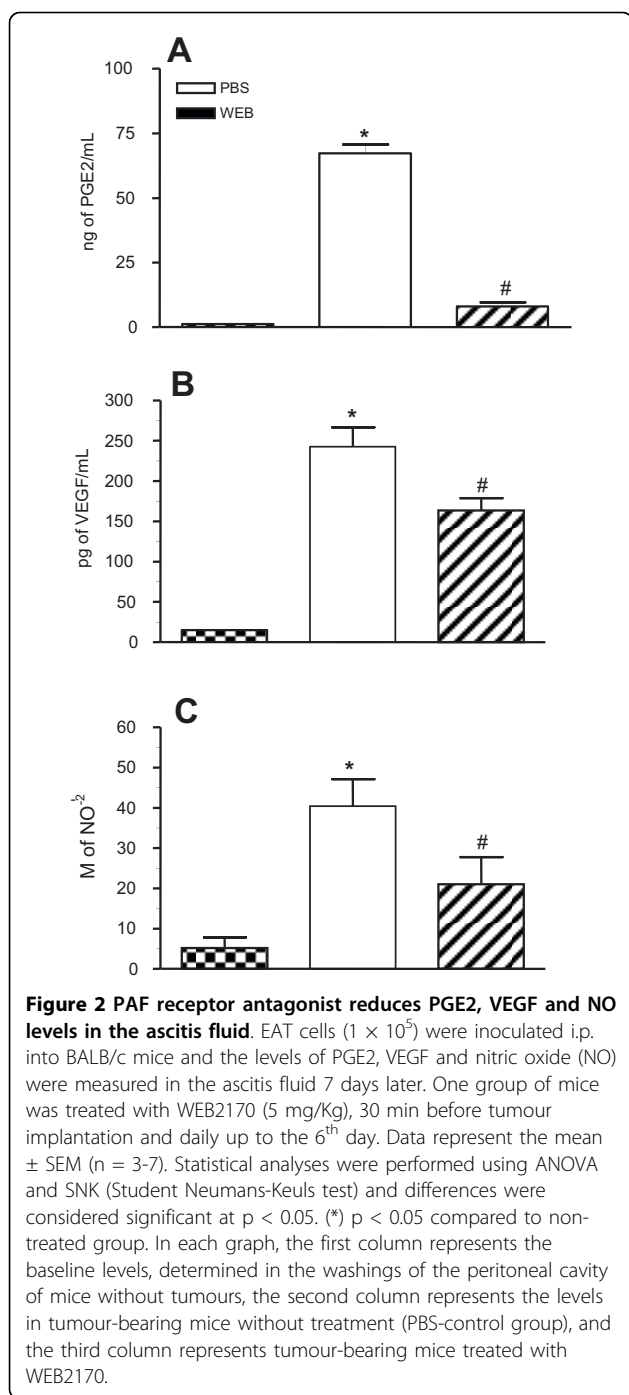 A
100
PBS
WEB
75
ng of PGE2/mL
*
50
25
#
0
B
300
250
*
200
pg of VEGF/mL
#
150
100
50
0
C
60
50
*
40
M of NO-2
#
30
20
10
0
Figure 2 PAF receptor antagonist reduces PGE2, VEGF and NO
levels in the ascitis fluid. EAT cells (1 × 10⁵) were inoculated i.p.
into BALB/c mice and the levels of PGE2, VEGF and nitric oxide (NO)
were measured in the ascitis fluid 7 days later. One group of mice
was treated with WEB2170 (5 mg/Kg), 30 min before tumour
implantation and daily up to the 6th day. Data represent the mean
± SEM (n = 3-7). Statistical analyses were performed using ANOVA
and SNK (Student Neumans-Keuls test) and differences were
considered significant at p < 0.05. (*) p < 0.05 compared to non-
treated group. In each graph, the first column represents the
baseline levels, determined in the washings of the peritoneal cavity
of mice without tumours, the second column represents the levels
in tumour-bearing mice without treatment (PBS-control group), and
the third column represents tumour-bearing mice treated with
WEB2170.